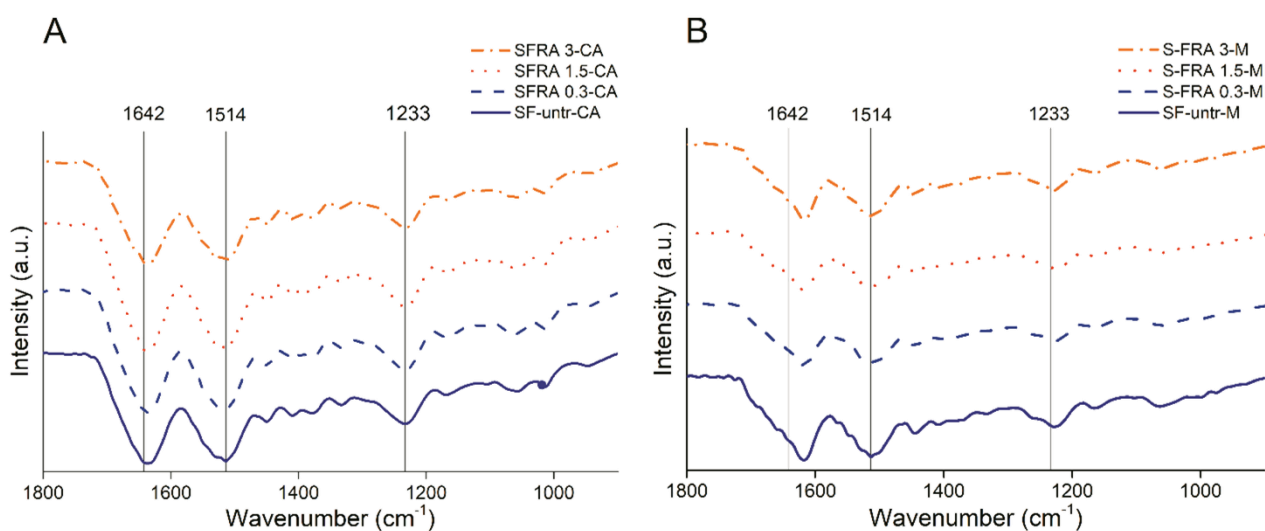 A
SFRA 3-CA
SFRA 1.5-CA
SFRA 0.3-CA
SF-untr-CA
1642 1514 1233
Intensity (a.u.)
1800 1600 1400 1200 1000
Wavenumber (cm⁻¹)
B
S-FRA 3-M
S-FRA 1.5-M
S-FRA 0.3-M
SF-untr-M
1642 1514 1233
Intensity (a.u.)
1800 1600 1400 1200 1000
Wavenumber (cm⁻¹)